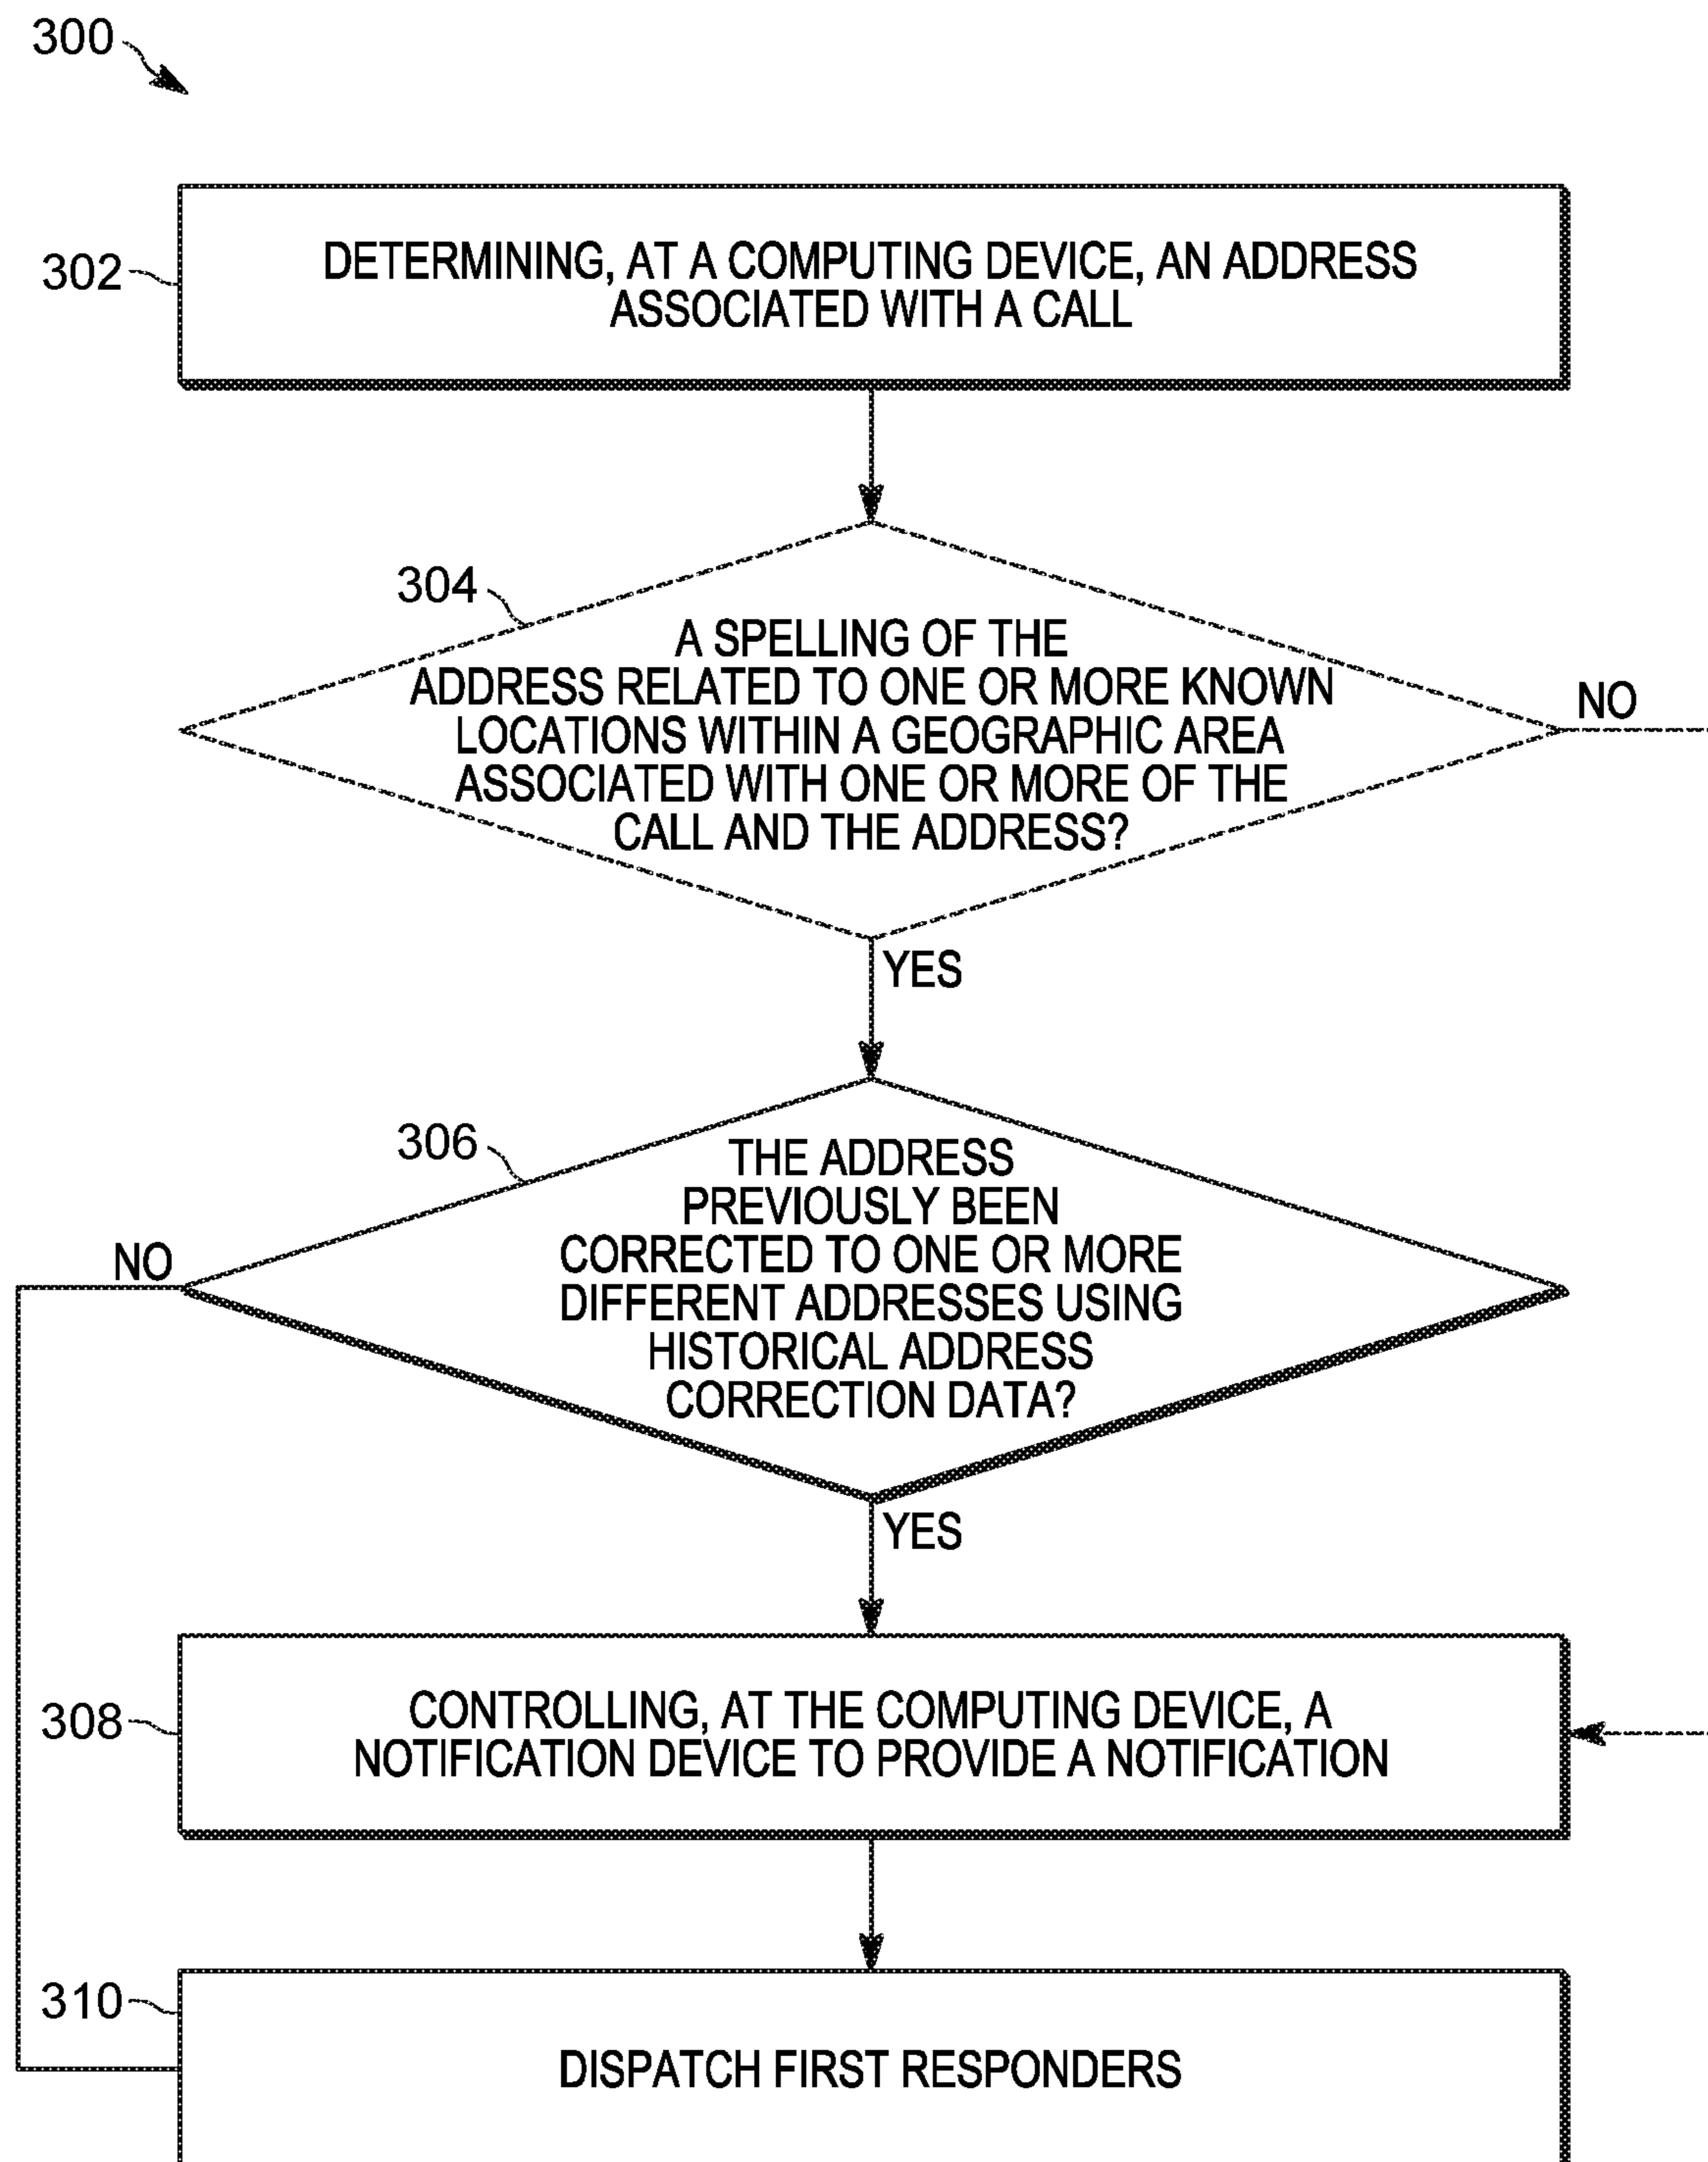 300
302
DETERMINING, AT A COMPUTING DEVICE, AN ADDRESS
ASSOCIATED WITH A CALL
304
A SPELLING OF THE
ADDRESS RELATED TO ONE OR MORE KNOWN
LOCATIONS WITHIN A GEOGRAPHIC AREA
ASSOCIATED WITH ONE OR MORE OF THE
CALL AND THE ADDRESS?
NO
YES
306
THE ADDRESS
PREVIOUSLY BEEN
CORRECTED TO ONE OR MORE
DIFFERENT ADDRESSES USING
HISTORICAL ADDRESS
CORRECTION DATA?
NO
YES
308
CONTROLLING, AT THE COMPUTING DEVICE, A
NOTIFICATION DEVICE TO PROVIDE A NOTIFICATION
310
DISPATCH FIRST RESPONDERS